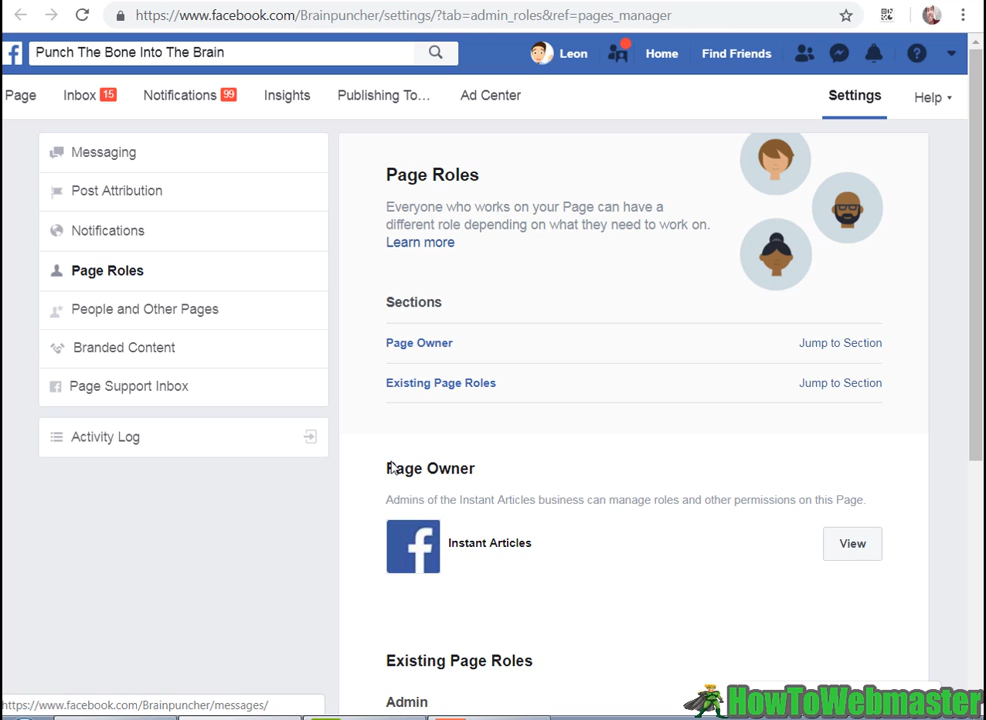 https://www.facebook.com/Brainpuncher/settings/?tab=admin_roles&ref=pages_manager
Punch The Bone Into The Brain
Leon
Home
Find Friends
Page
Inbox 15
Notifications 99
Insights
Publishing To…
Ad Center
Settings
Help
Messaging
Post Attribution
Notifications
Page Roles
People and Other Pages
Branded Content
Page Support Inbox
Activity Log
Page Roles
Everyone who works on your Page can have a
different role depending on what they need to work on.
Learn more
Sections
Page Owner Jump to Section
Existing Page Roles Jump to Section
Page Owner
Admins of the Instant Articles business can manage roles and other permissions on this Page.
Instant Articles
View
Existing Page Roles
Admin
https://www.facebook.com/Brainpuncher/messages/
HowToWebmaster